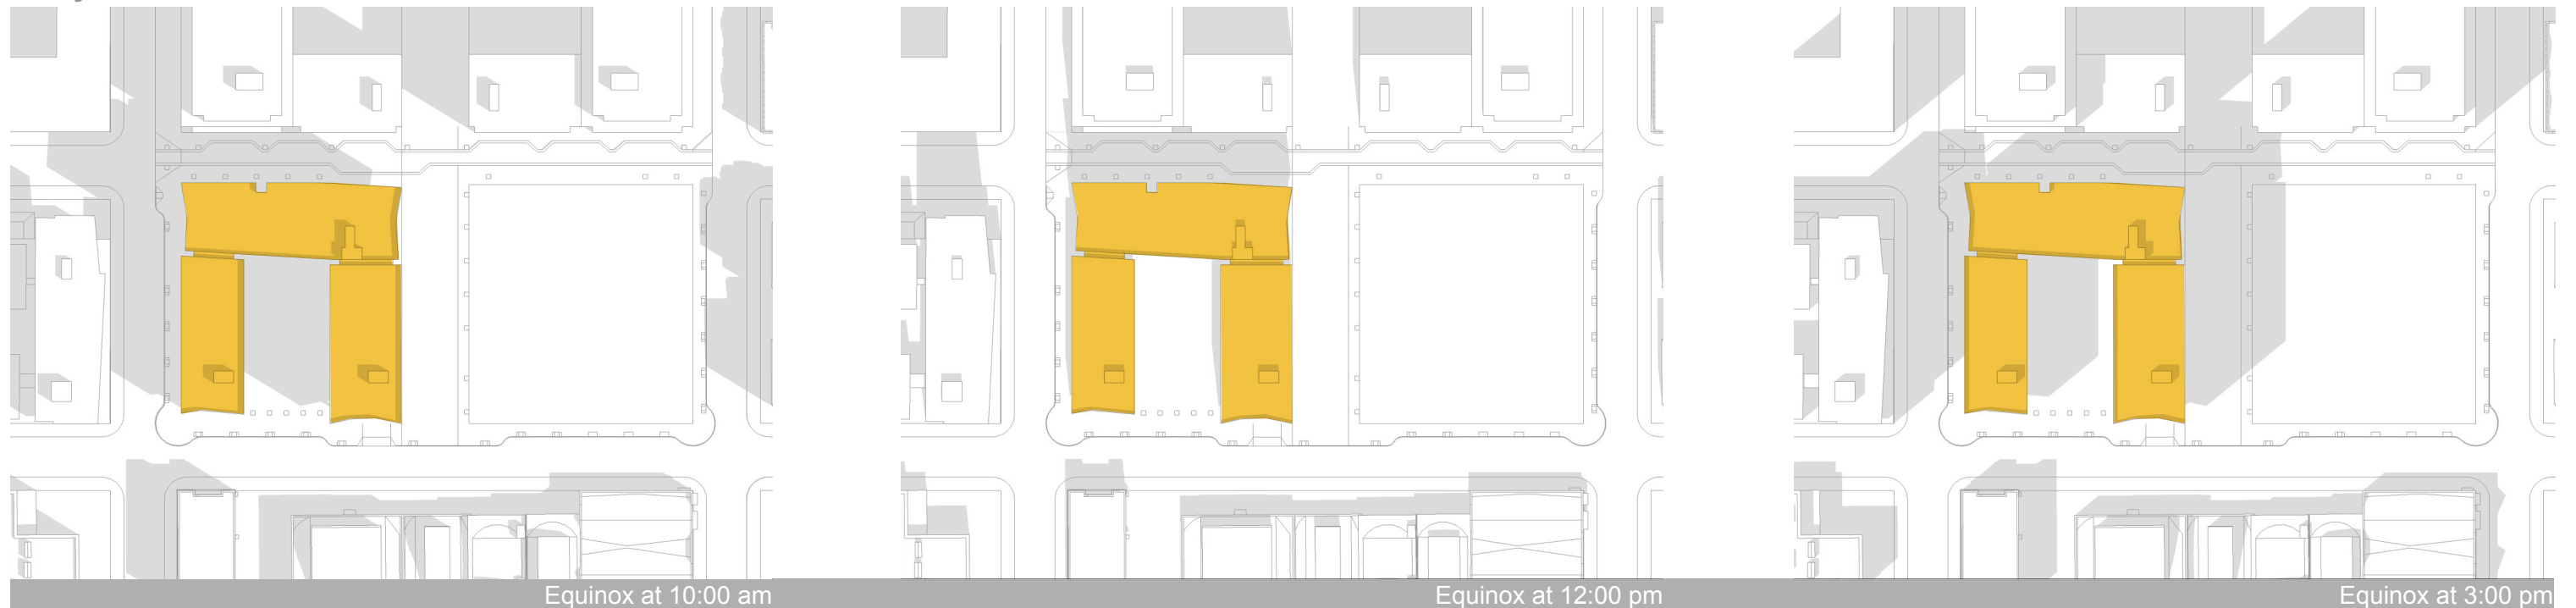 Equinox at 10:00 am
Equinox at 12:00 pm
Equinox at 3:00 pm